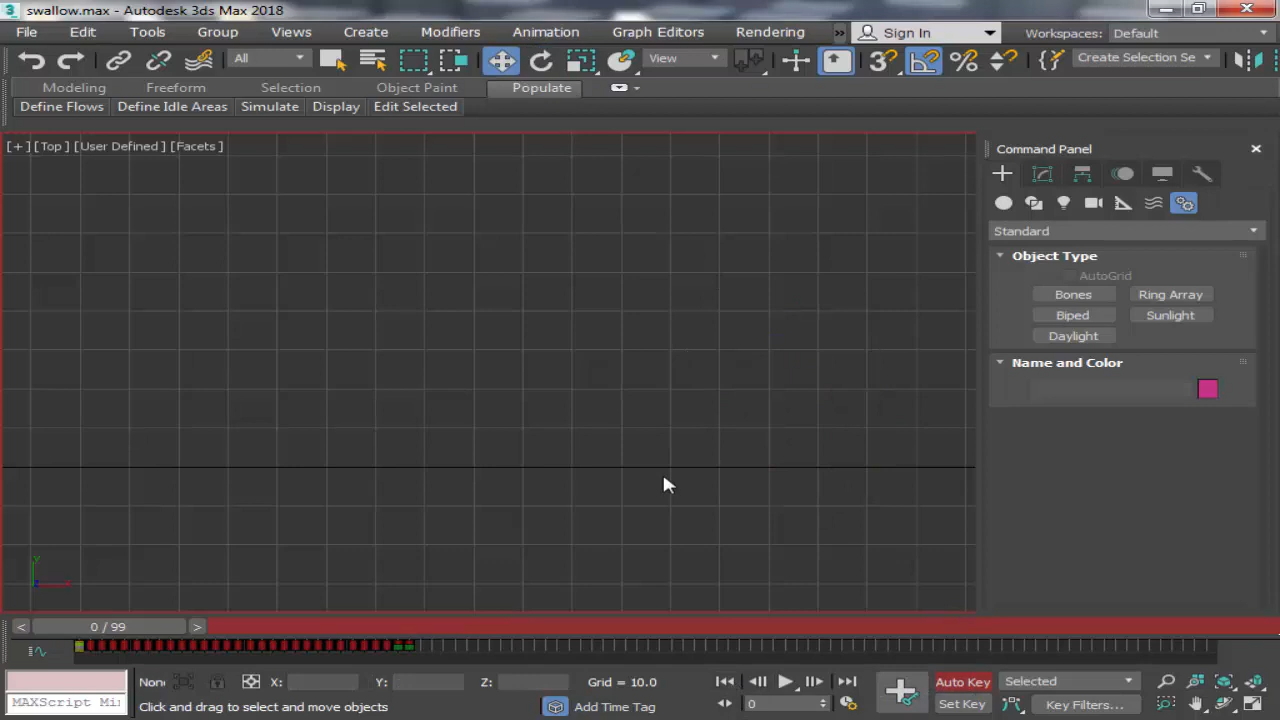 swallow.max - Autodesk 3ds Max 2018
File Edit Tools Group Views Create Modifiers Animation Graph Editors Rendering » Sign In Workspaces: Default
All View Create Selection Se
Modeling Freeform Selection Object Paint Populate
Define Flows Define Idle Areas Simulate Display Edit Selected
[+] [Top] [User Defined] [Facets] Command Panel
Standard
Object Type
AutoGrid
Bones Ring Array
Biped Sunlight
Daylight
Name and Color
Y
< 0 / 99 >
None X: Y: Z: Grid = 10.0 Auto Key Selected
MAXScript Mi Click and drag to select and move objects Add Time Tag 0 Set Key Key Filters...